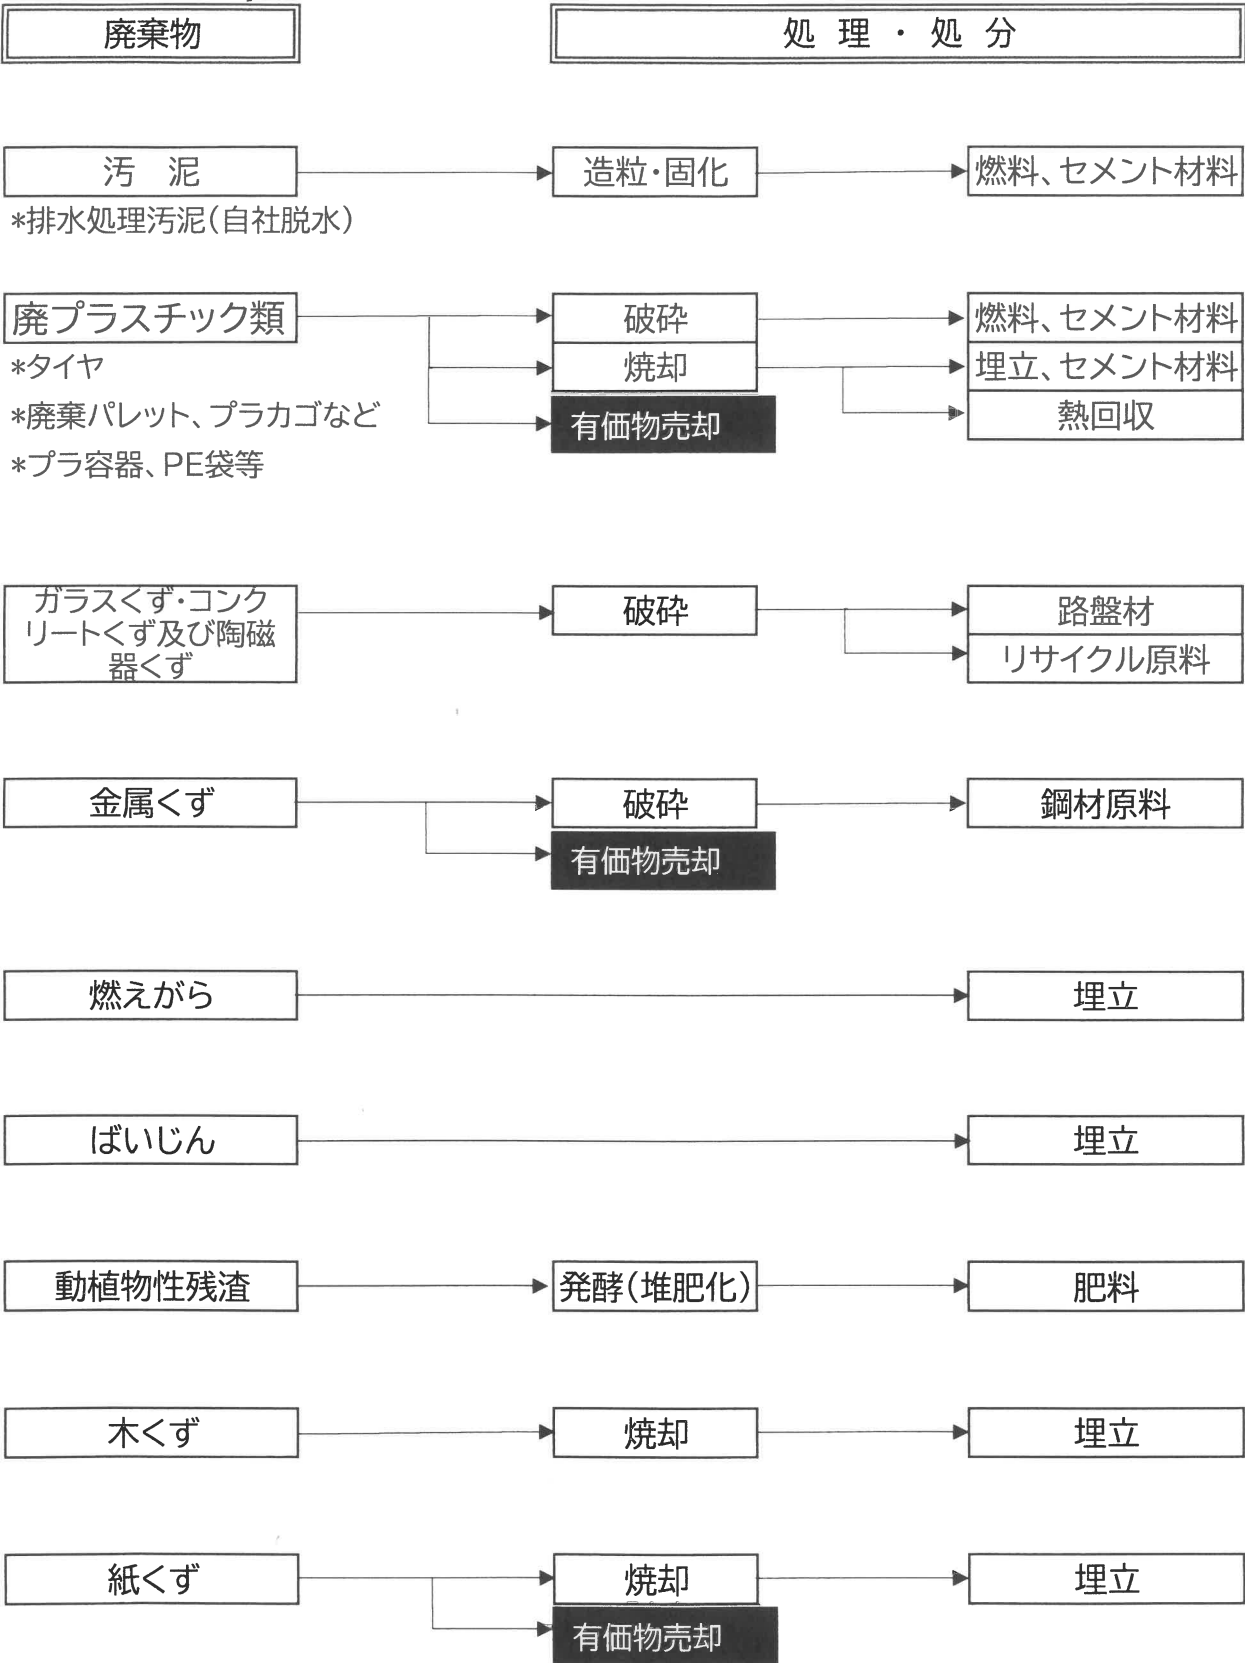 廃棄物
処 理 ・ 処 分
汚 泥
造粒・固化
燃料、セメント材料
*排水処理汚泥(自社脱水)
廃プラスチック類
破砕
燃料、セメント材料
*タイヤ
焼却
埋立、セメント材料
*廃棄パレット、プラカゴなど
有価物売却
熱回収
*プラ容器、PE袋等
ガラスくず・コンク
リートくず及び陶磁
器くず
破砕
路盤材
リサイクル原料
金属くず
破砕
鋼材原料
有価物売却
燃えがら
埋立
ばいじん
埋立
動植物性残渣
発酵(堆肥化)
肥料
木くず
焼却
埋立
紙くず
焼却
埋立
有価物売却